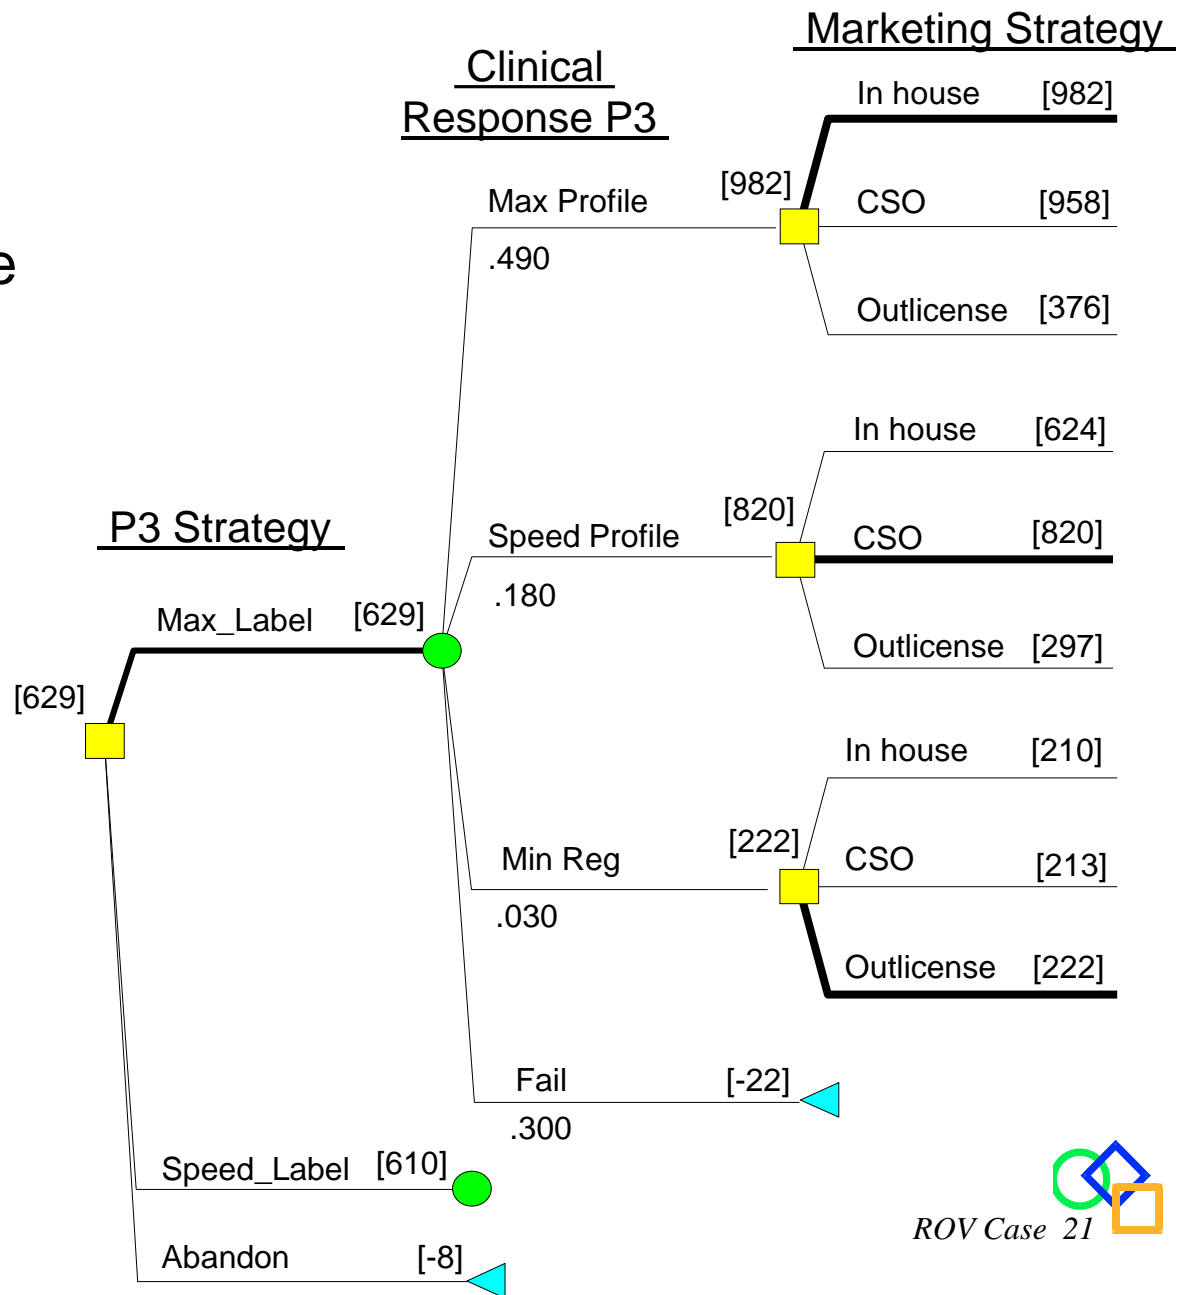 Marketing Strategy
Clinical
Response P3
In house [982]
[982]
Max Profile
CSO [958]
.490
e
Outlicense [376]
In house [624]
[820]
P3 Strategy
Speed Profile
CSO [820]
.180
Max_Label [629]
Outlicense [297]
[629]
In house [210]
[222]
Min Reg
CSO [213]
.030
Outlicense [222]
Fail [-22]
.300
Speed_Label [610]
ROV Case 21
Abandon [-8]